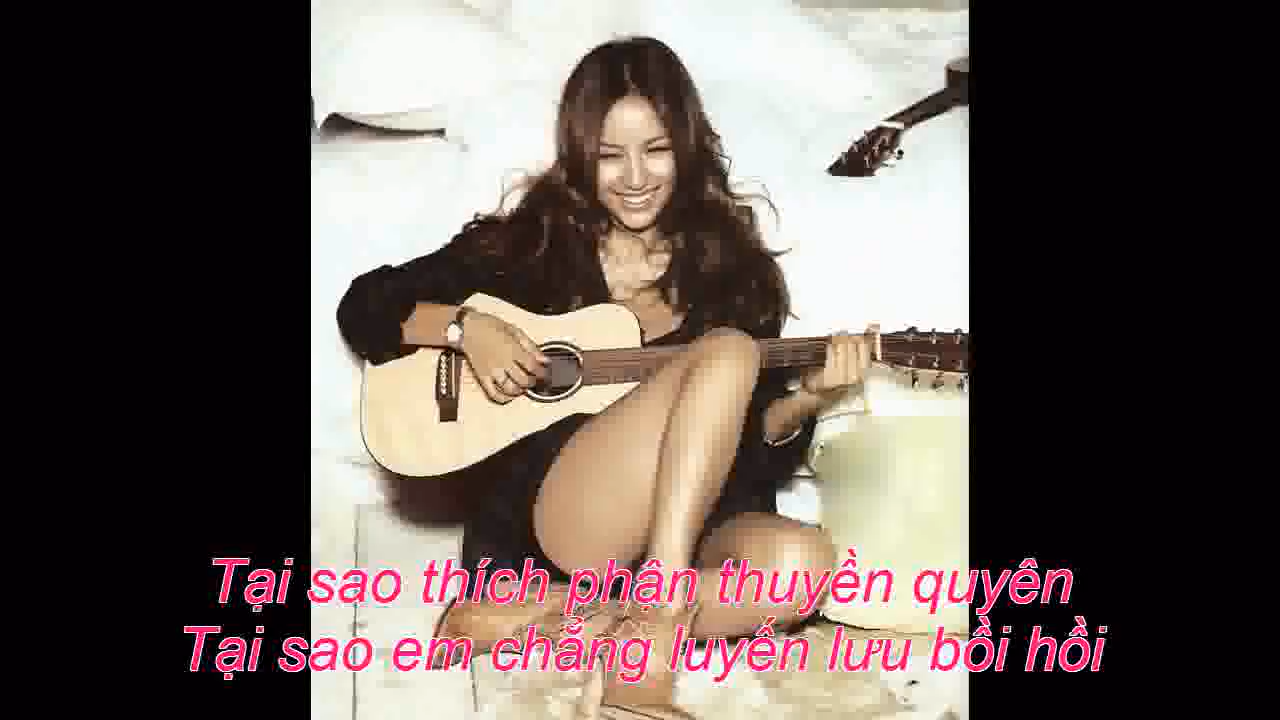 Tại sao thích phận thuyền quyên
Tại sao em chẳng luyến lưu bồi hồi